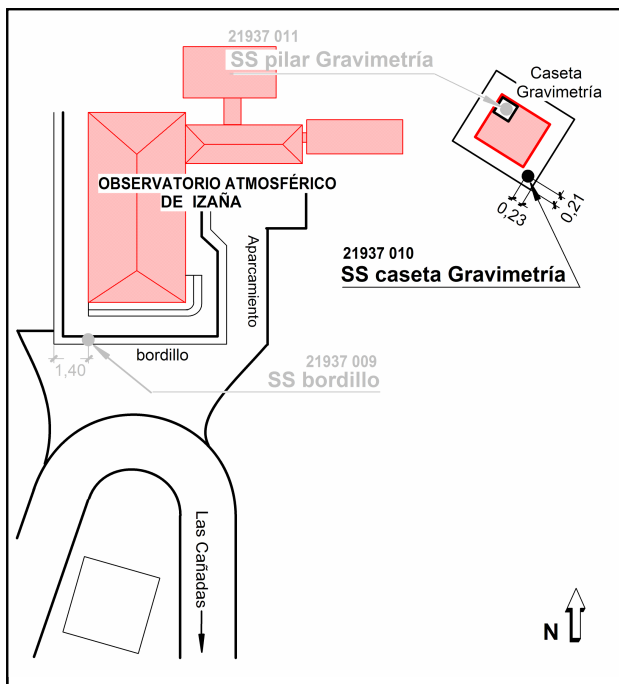 21937 011
SS pilar Gravimetría
Caseta
Gravimetría
OBSERVATORIO ATMOSFÉRICO
DE IZAÑA
0,23
0,21
21937 010
SS caseta Gravimetría
Aparcamiento
bordillo
1,40
21937 009
SS bordillo
Las Cañadas
N